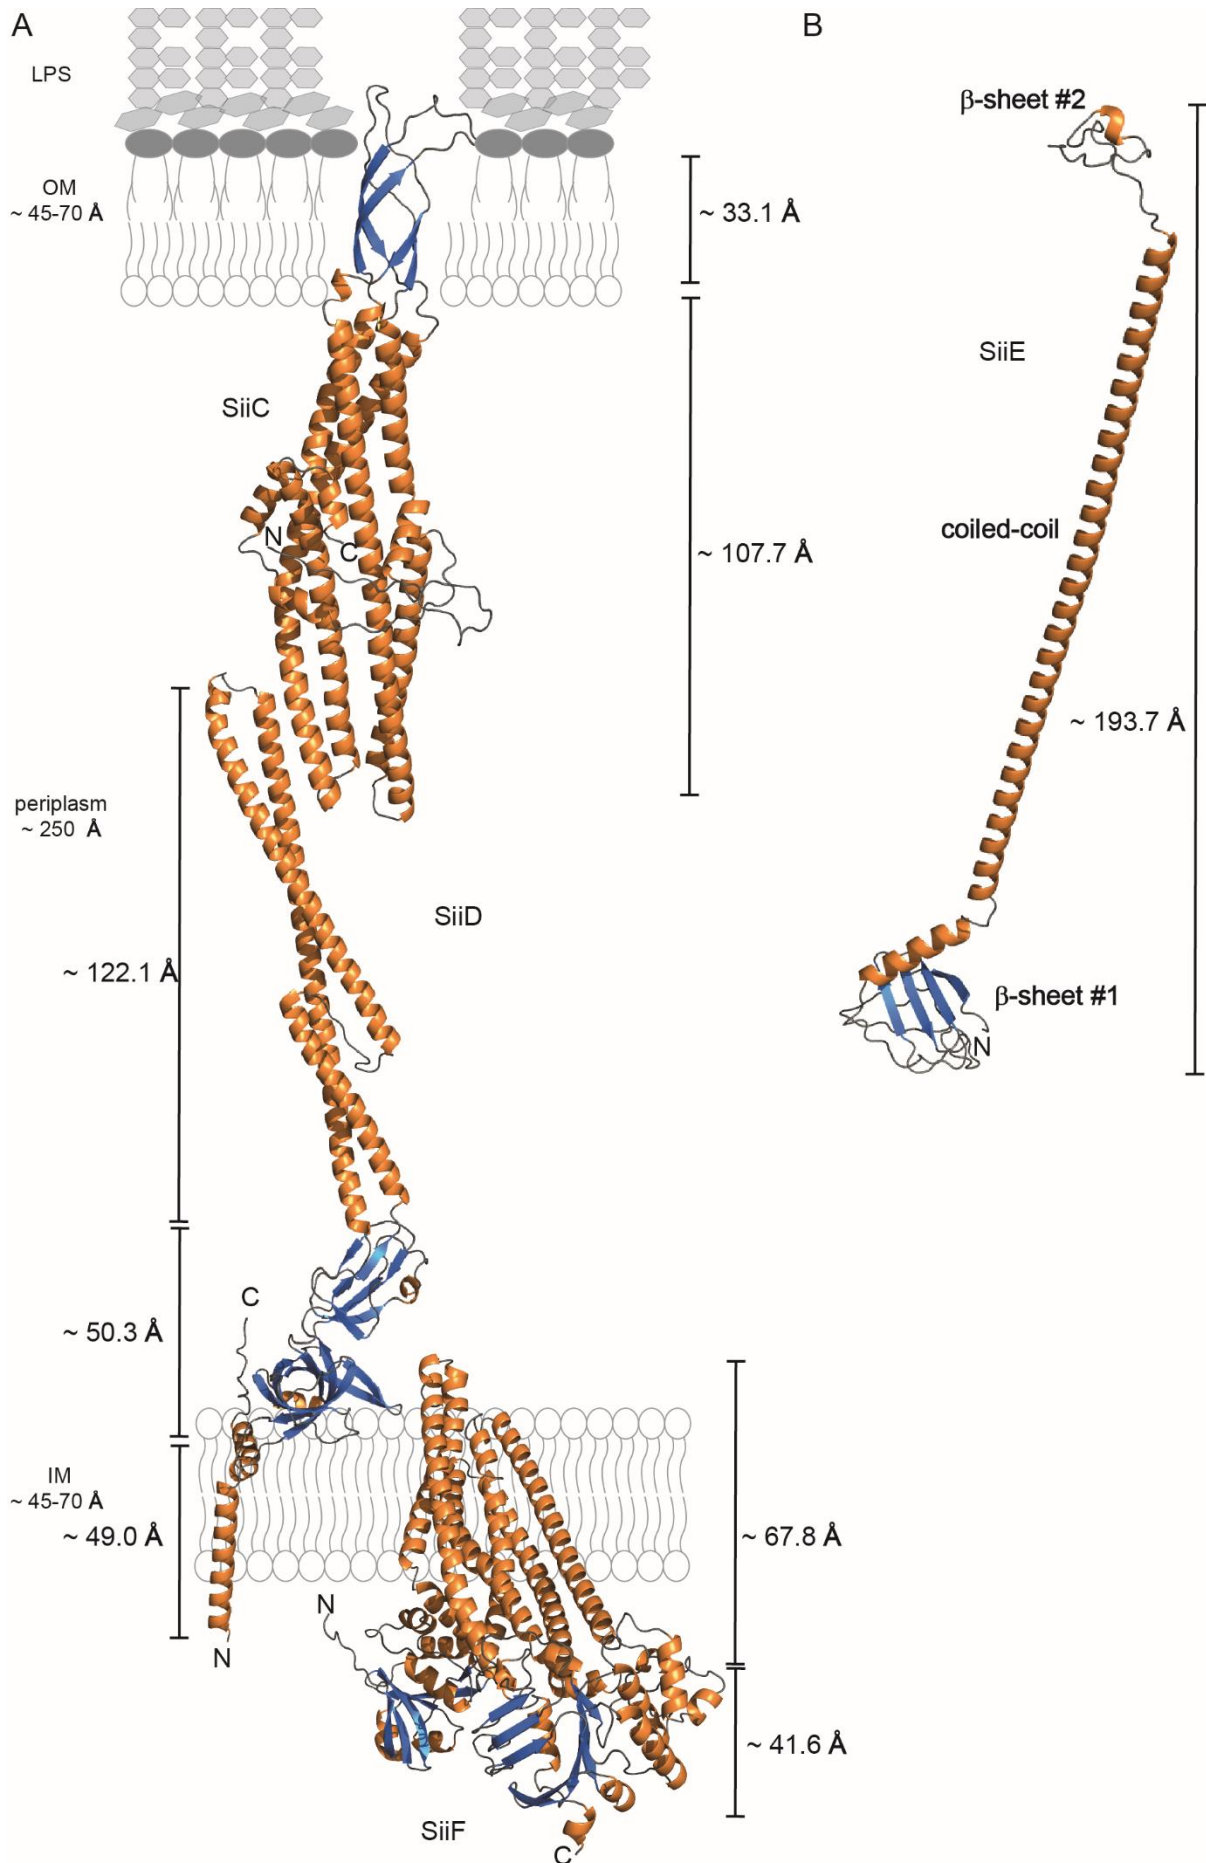 A
B
LPS
β-sheet #2
OM
~ 45-70 Å
~ 33.1 Å
SiiE
SiiC
N
C
coiled-coil
~ 107.7 Å
~ 193.7 Å
periplasm
~ 250 Å
SiiD
~ 122.1 Å
β-sheet #1
N
C
~ 50.3 Å
IM
~ 45-70 Å
~ 49.0 Å
~ 67.8 Å
N
N
~ 41.6 Å
SiiF
C